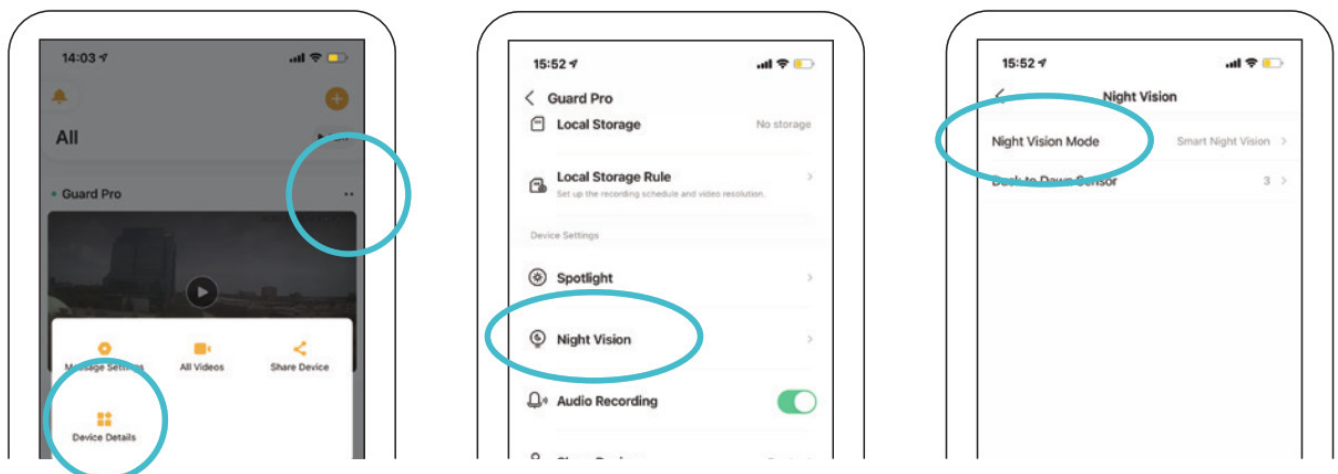 14:03
All
Guard Pro
Message Settings
All Videos
Share Device
Device Details
15:52
Guard Pro
Local Storage
No storage
Local Storage Rule
Set up the recording schedule and video resolution.
Device Settings
Spotlight
Night Vision
Audio Recording
15:52
Night Vision
Night Vision Mode
Smart Night Vision
Dusk to Dawn Sensor
3